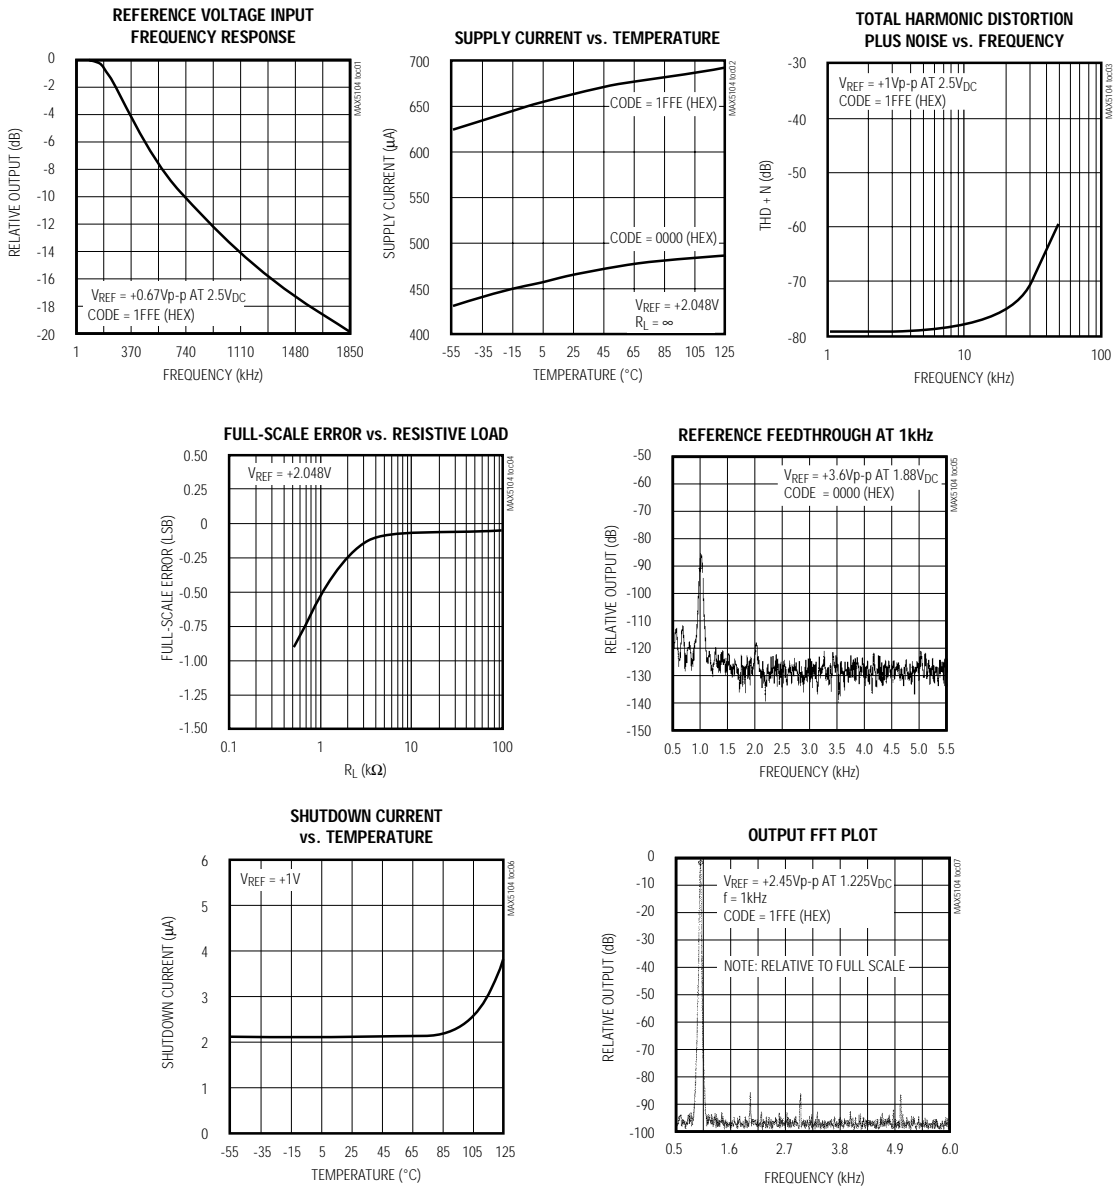 REFERENCE VOLTAGE INPUT
FREQUENCY RESPONSE
0
-2
-4
-6
-8
-10
-12
-14
-16
-18
-20
RELATIVE OUTPUT (dB)
VREF = +0.67Vp-p AT 2.5VDC
CODE = 1FFE (HEX)
1 370 740 1110 1480 1850
FREQUENCY (kHz)
MAX5104 toc01
SUPPLY CURRENT vs. TEMPERATURE
700
650
600
550
500
450
400
SUPPLY CURRENT (μA)
CODE = 1FFE (HEX)
CODE = 0000 (HEX)
VREF = +2.048V
RL = ∞
-55 -35 -15 5 25 45 65 85 105 125
TEMPERATURE (°C)
MAX5104 toc02
TOTAL HARMONIC DISTORTION
PLUS NOISE vs. FREQUENCY
-30
-40
-50
-60
-70
-80
THD + N (dB)
VREF = +1Vp-p AT 2.5VDC
CODE = 1FFE (HEX)
1 10 100
FREQUENCY (kHz)
MAX5104 toc03
FULL-SCALE ERROR vs. RESISTIVE LOAD
0.50
0.25
0
-0.25
-0.50
-0.75
-1.00
-1.25
-1.50
FULL-SCALE ERROR (LSB)
VREF = +2.048V
0.1 1 10 100
RL (kΩ)
MAX5104 toc04
REFERENCE FEEDTHROUGH AT 1kHz
-50
-60
-70
-80
-90
-100
-110
-120
-130
-140
-150
RELATIVE OUTPUT (dB)
VREF = +3.6Vp-p AT 1.88VDC
CODE = 0000 (HEX)
0.5 1.0 1.5 2.0 2.5 3.0 3.5 4.0 4.5 5.0 5.5
FREQUENCY (kHz)
MAX5104 toc05
SHUTDOWN CURRENT
vs. TEMPERATURE
6
5
4
3
2
1
0
SHUTDOWN CURRENT (μA)
VREF = +1V
-55 -35 -15 5 25 45 65 85 105 125
TEMPERATURE (°C)
MAX5104 toc06
OUTPUT FFT PLOT
0
-10
-20
-30
-40
-50
-60
-70
-80
-90
-100
RELATIVE OUTPUT (dB)
VREF = +2.45Vp-p AT 1.225VDC
f = 1kHz
CODE = 1FFE (HEX)
NOTE: RELATIVE TO FULL SCALE
0.5 1.6 2.7 3.8 4.9 6.0
FREQUENCY (kHz)
MAX5104 toc07